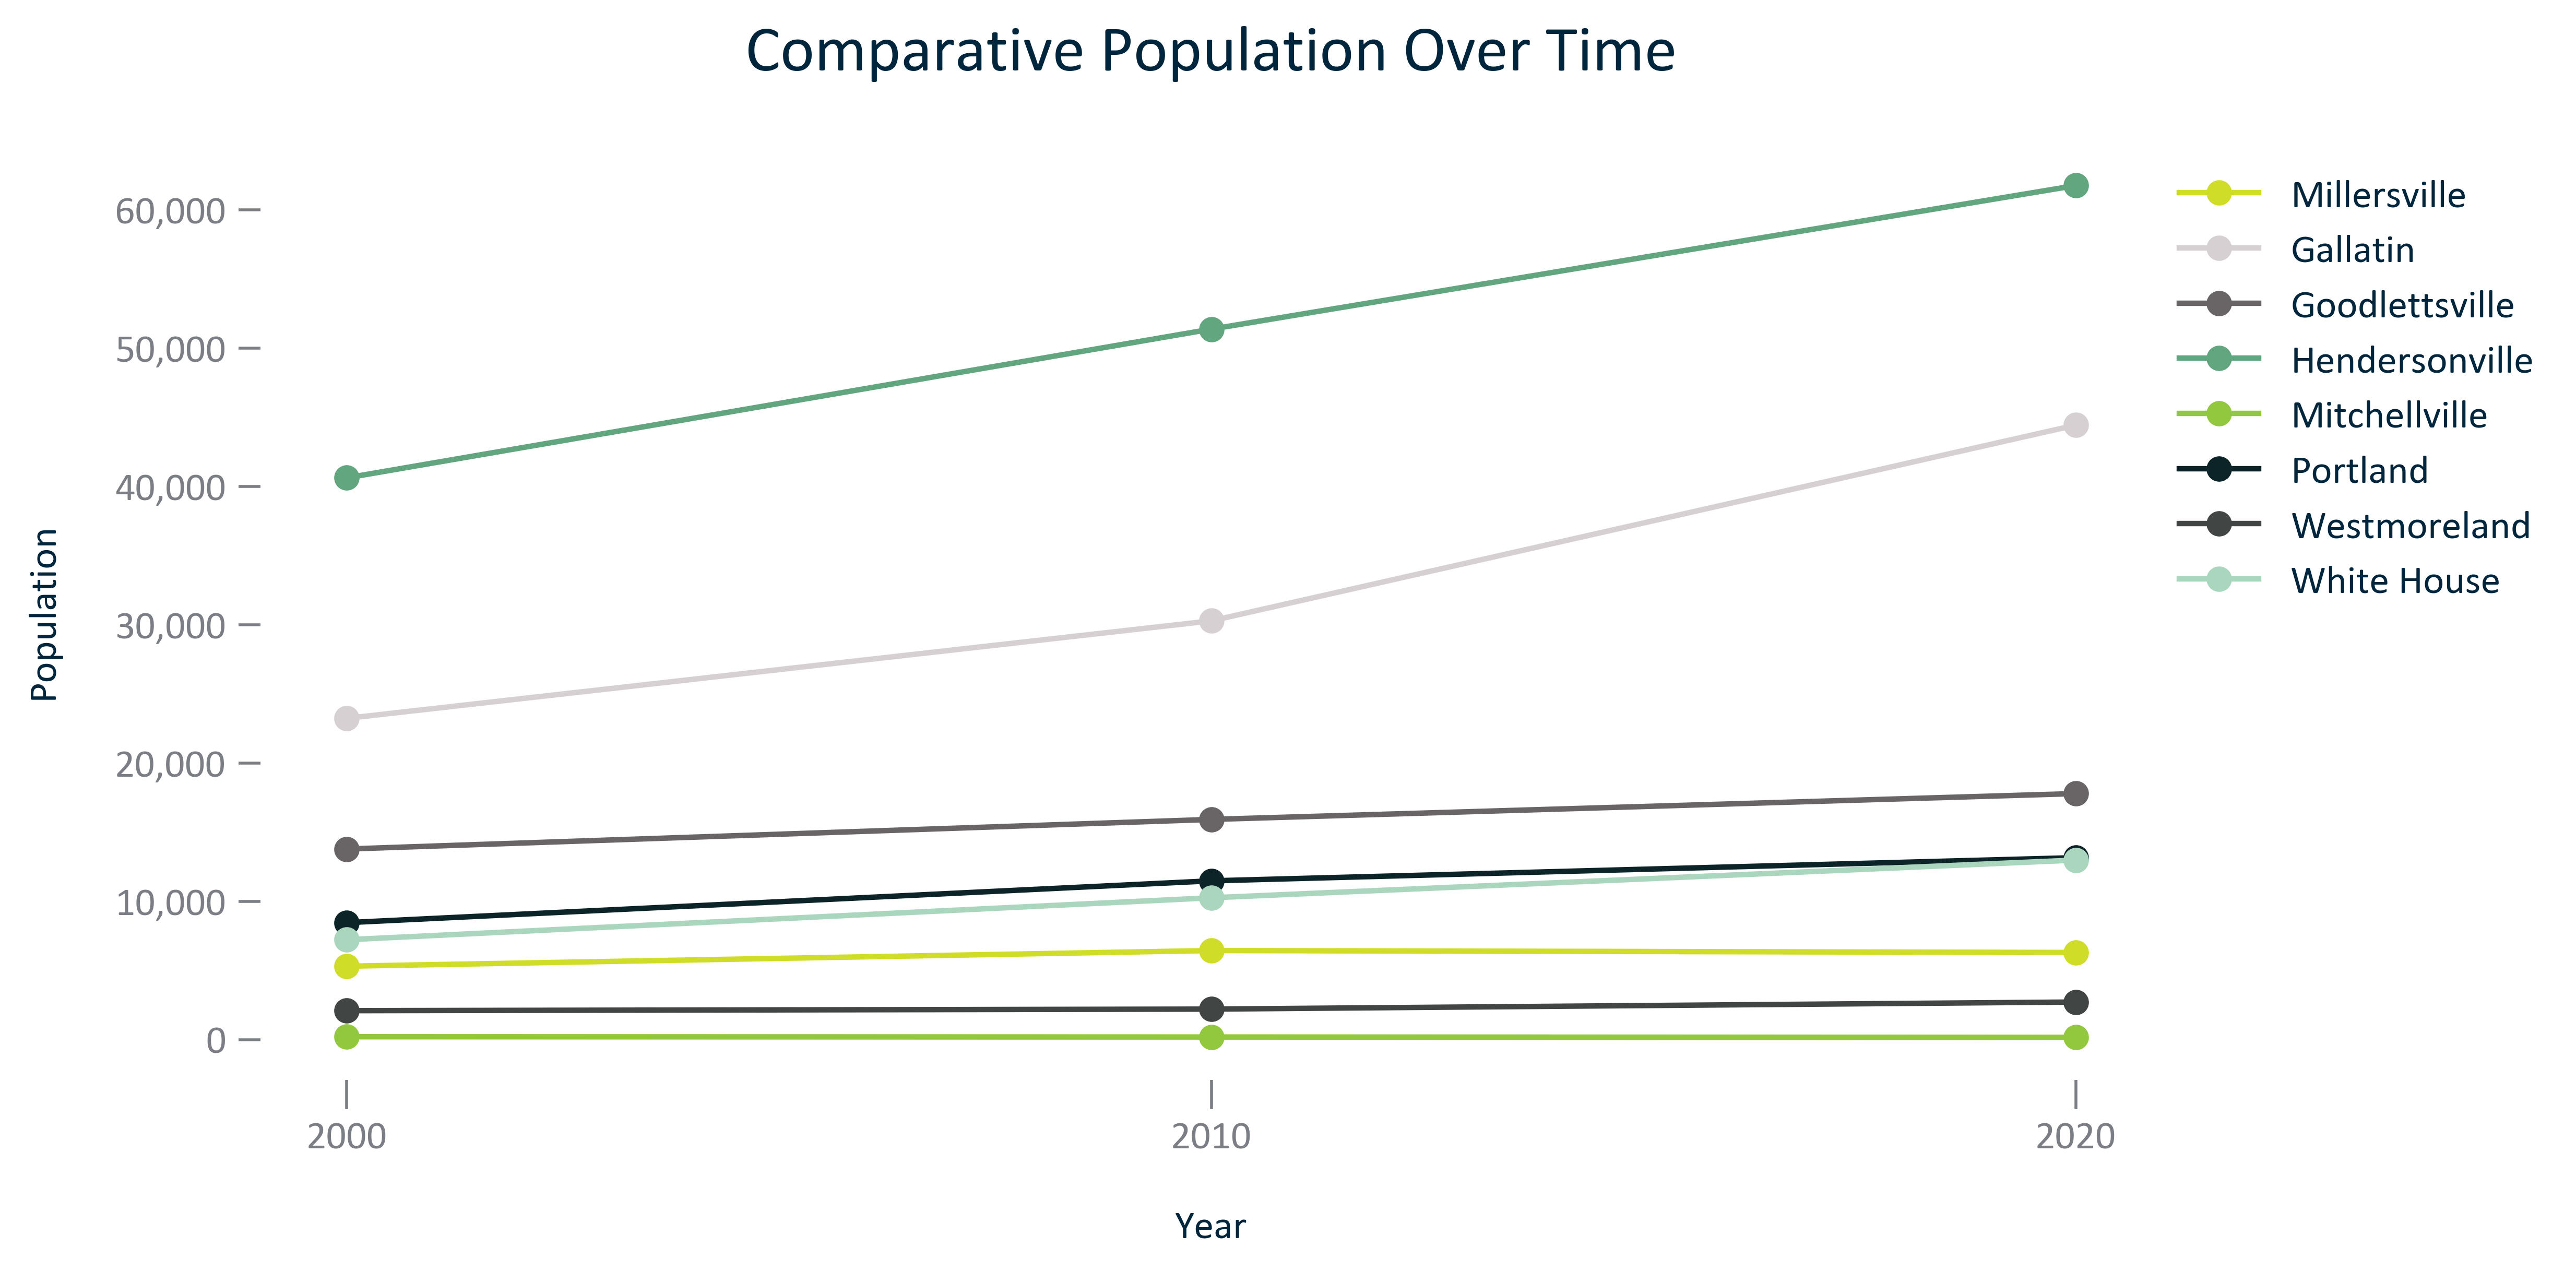 Comparative Population Over Time
60,000
50,000
40,000
30,000
20,000
10,000
0
Population
2000 2010 2020
Year
Millersville
Gallatin
Goodlettsville
Hendersonville
Mitchellville
Portland
Westmoreland
White House